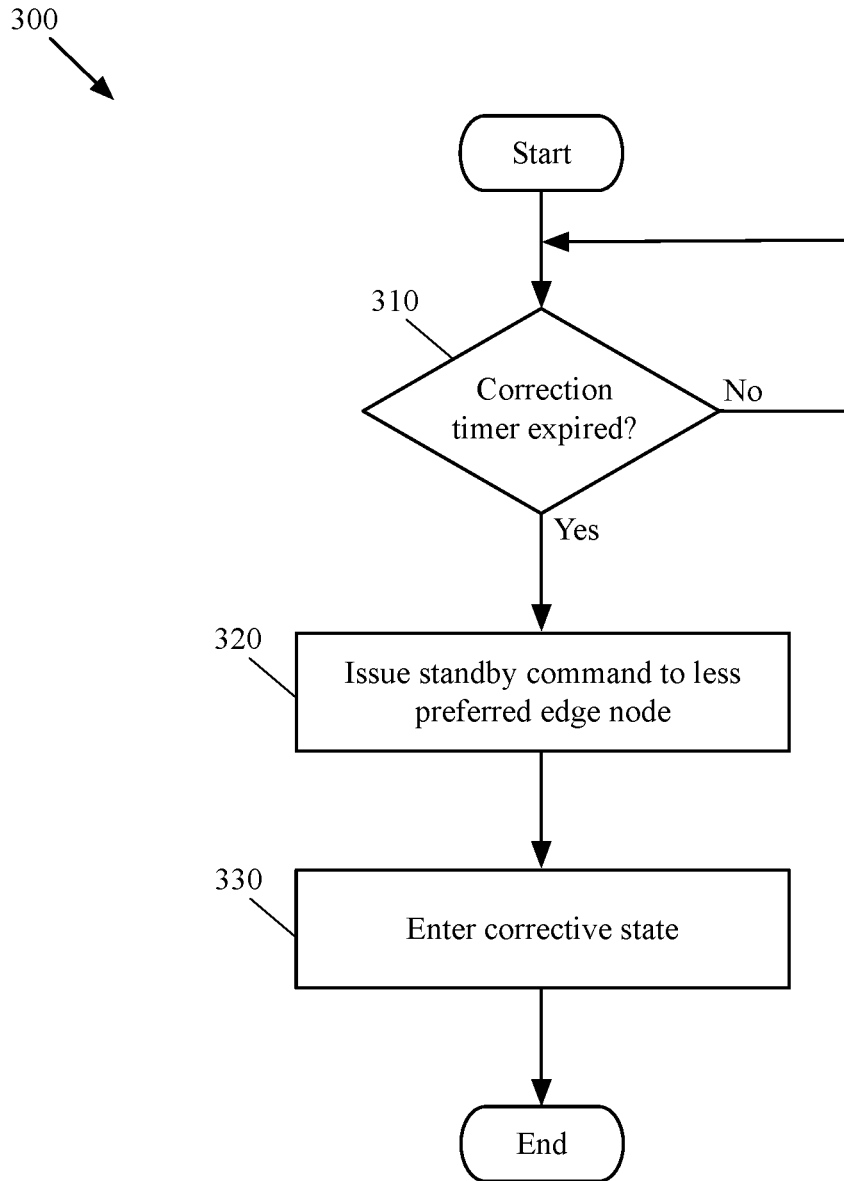 300
Start
310
Correction
timer expired?
No
Yes
320
Issue standby command to less
preferred edge node
330
Enter corrective state
End